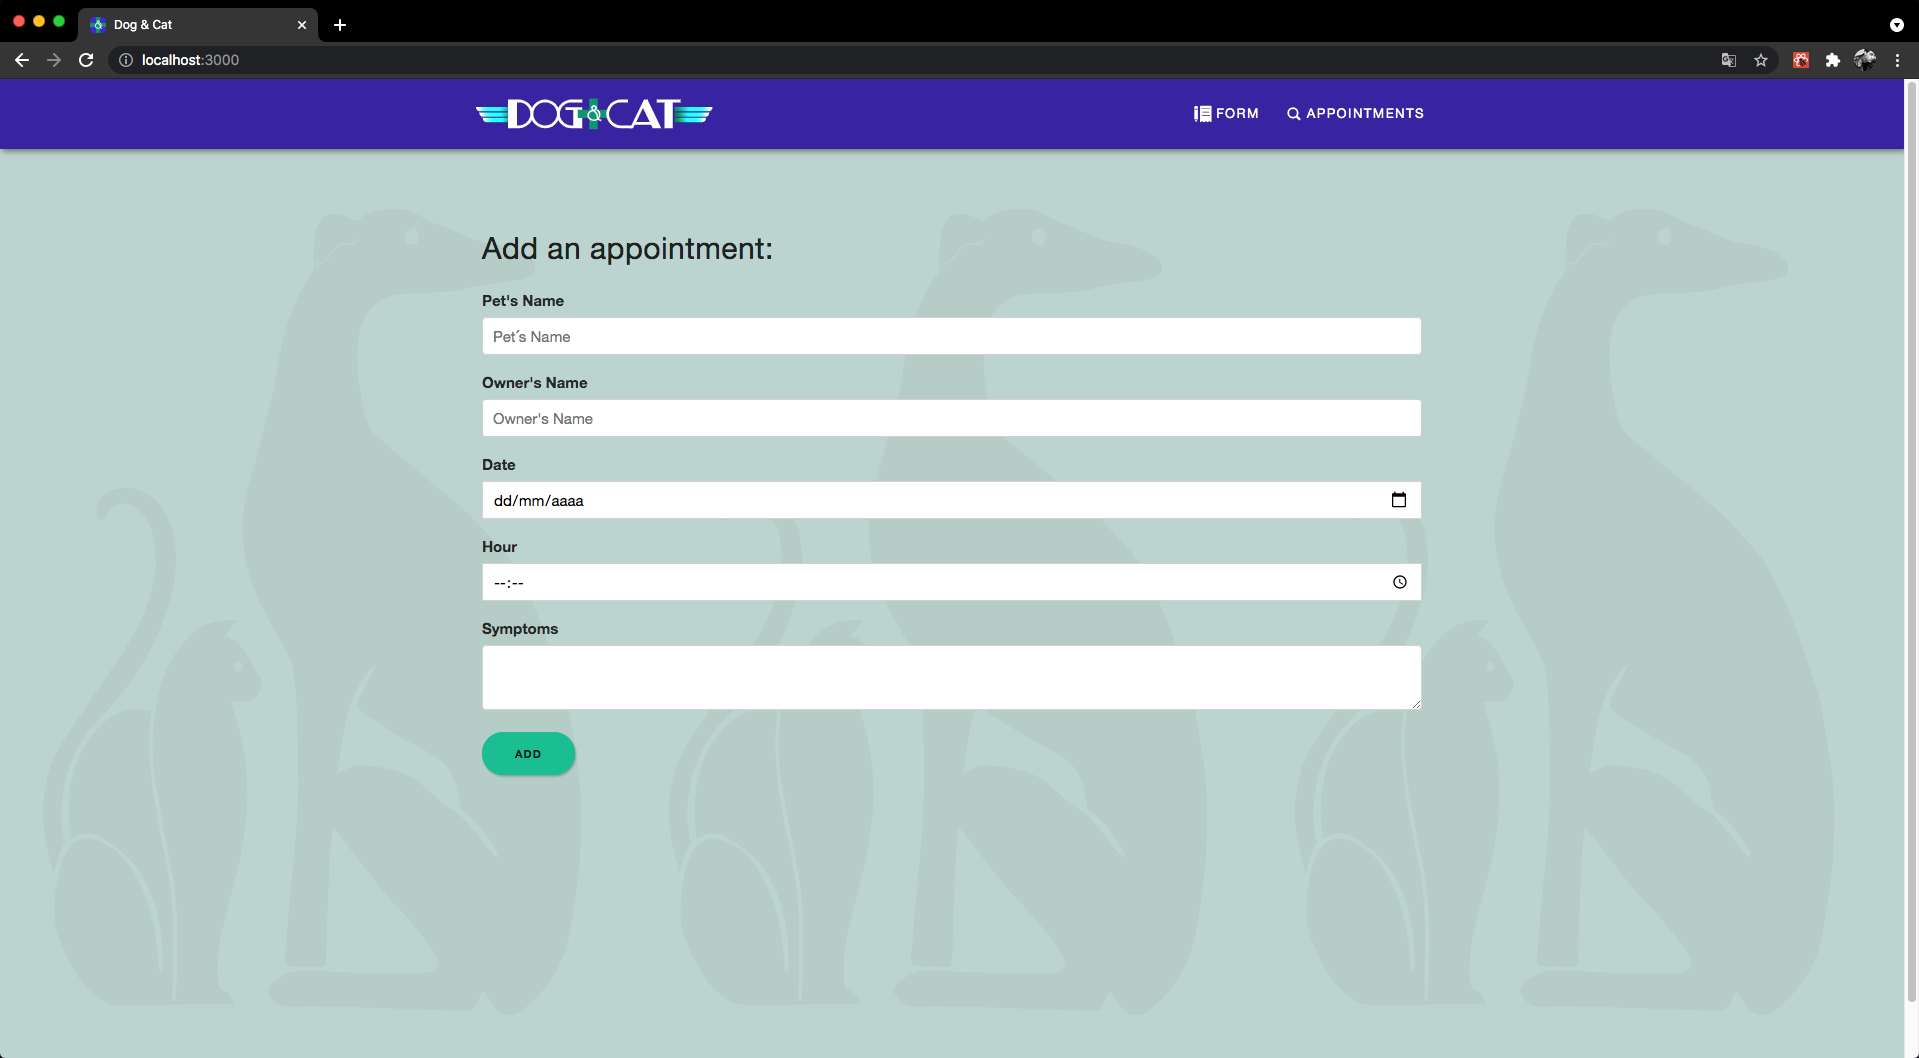 Dog & Cat
localhost:3000
DOG & CAT
FORM
APPOINTMENTS
Add an appointment:
Pet's Name
Pet´s Name
Owner's Name
Owner's Name
Date
dd/mm/aaaa
Hour
--:--
Symptoms
ADD